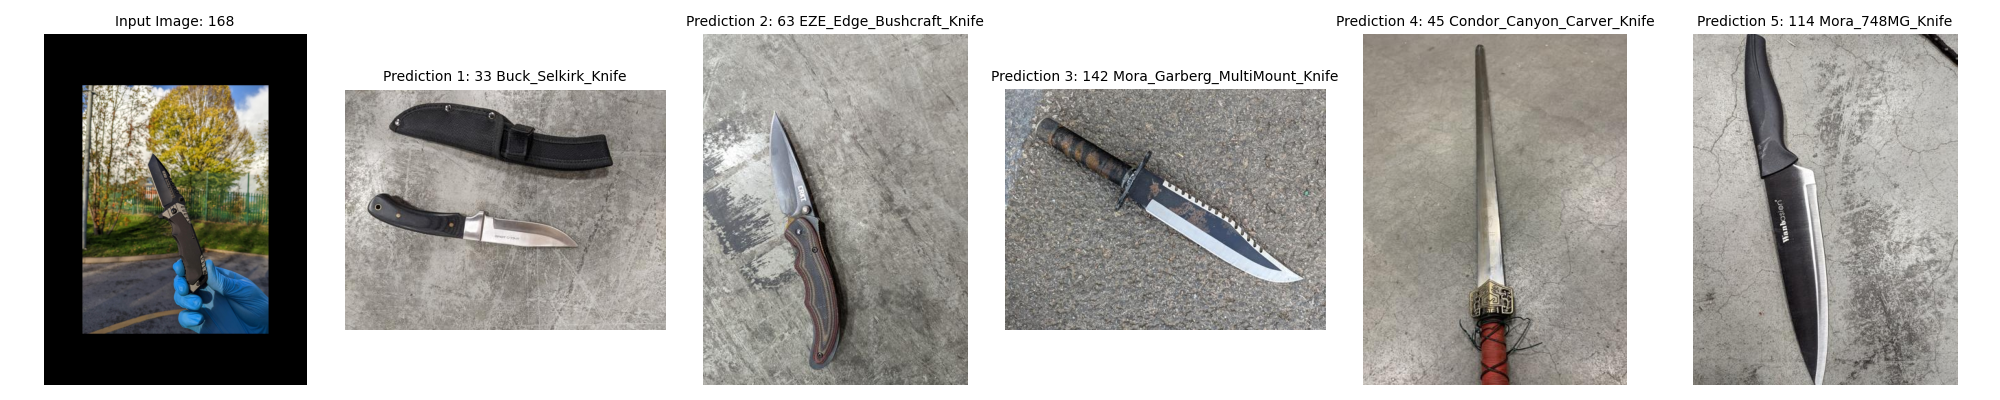 Input Image: 168
Prediction 1: 33 Buck_Selkirk_Knife
Prediction 2: 63 EZE_Edge_Bushcraft_Knife
Prediction 3: 142 Mora_Garberg_MultiMount_Knife
Prediction 4: 45 Condor_Canyon_Carver_Knife
Prediction 5: 114 Mora_748MG_Knife